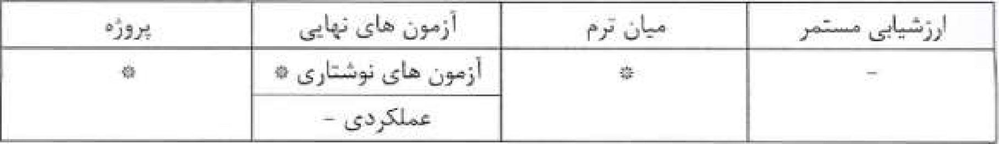 ارزشیابی مستمر	میان ترم	آزمون های نهایی	پروژه
-	*	آزمون های نوشتاری *	*
عملکردی -